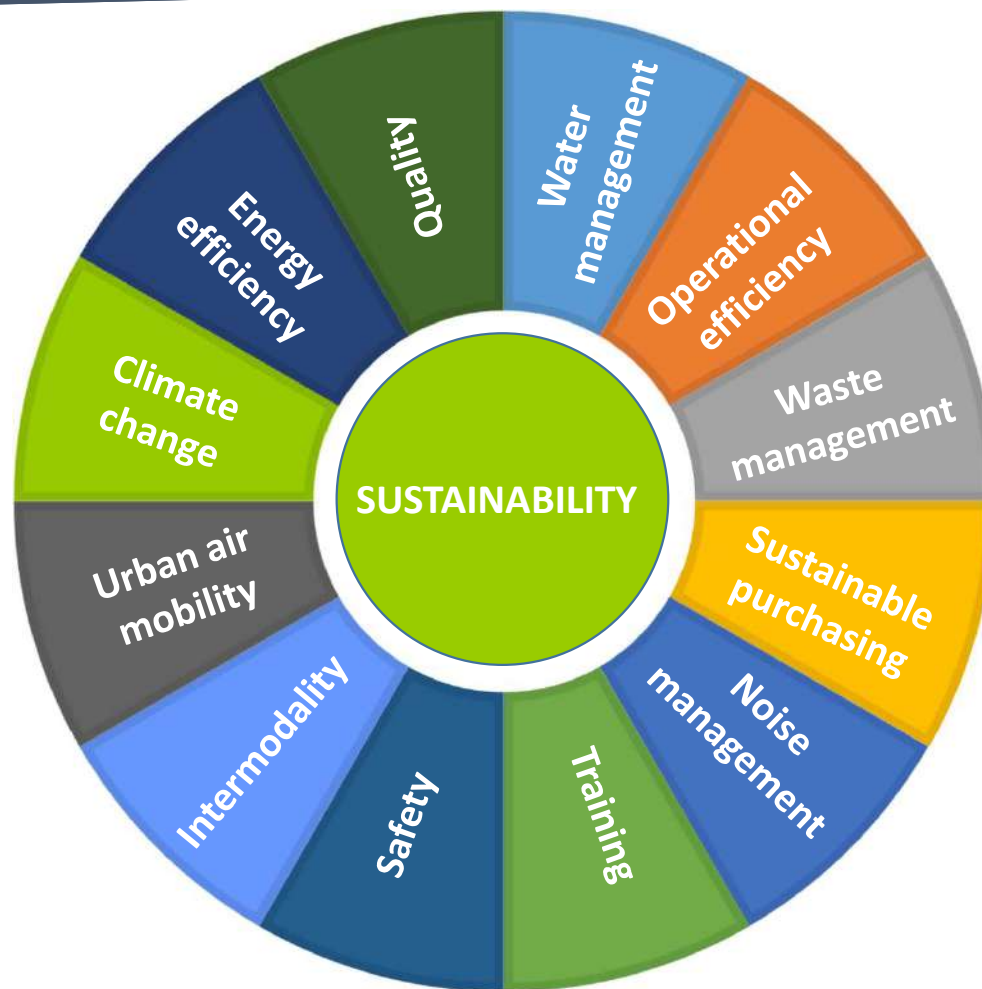 Water
management
Operational
efficiency
Waste
management
Sustainable
purchasing
Noise
management
Training
Safety
Intermodality
Urban air
mobility
Climate
change
Energy
efficiency
Quality
SUSTAINABILITY